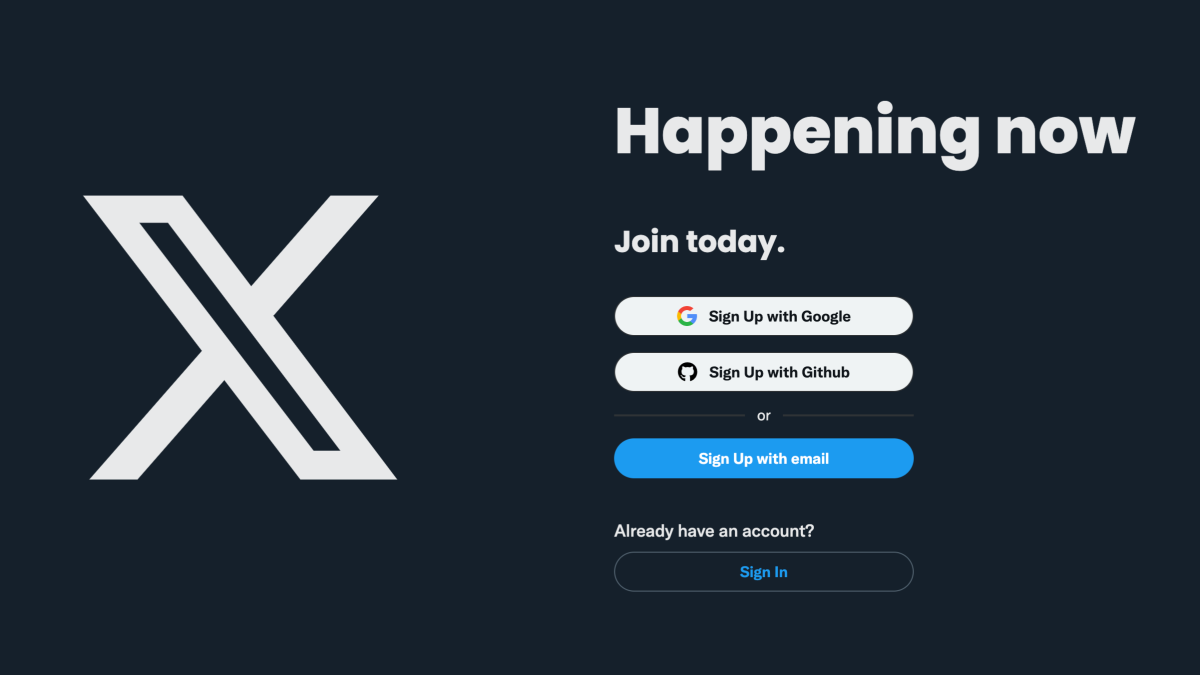 Happening now
Join today.
Sign Up with Google
Sign Up with Github
or
Sign Up with email
Already have an account?
Sign In